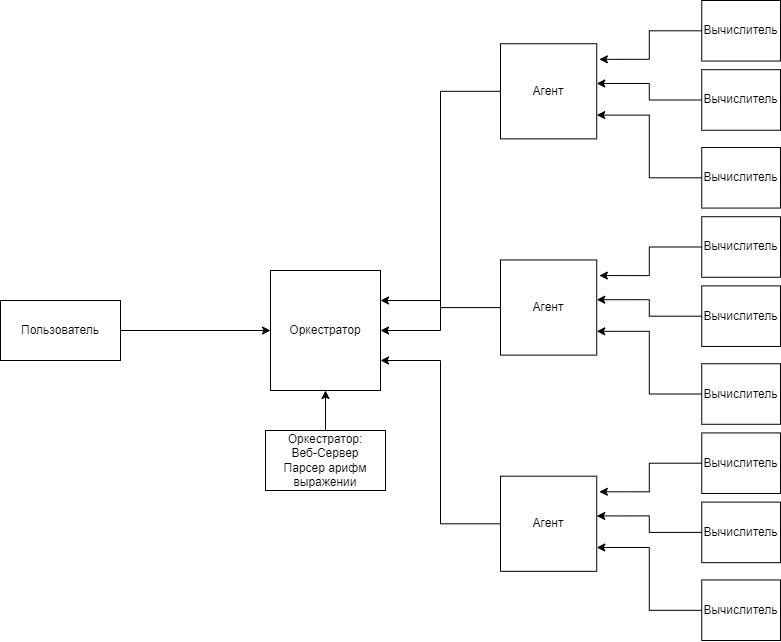 Пользователь
Оркестратор
Оркестратор:
Веб-Сервер
Парсер арифм
выражении
Агент
Агент
Агент
Вычислитель
Вычислитель
Вычислитель
Вычислитель
Вычислитель
Вычислитель
Вычислитель
Вычислитель
Вычислитель